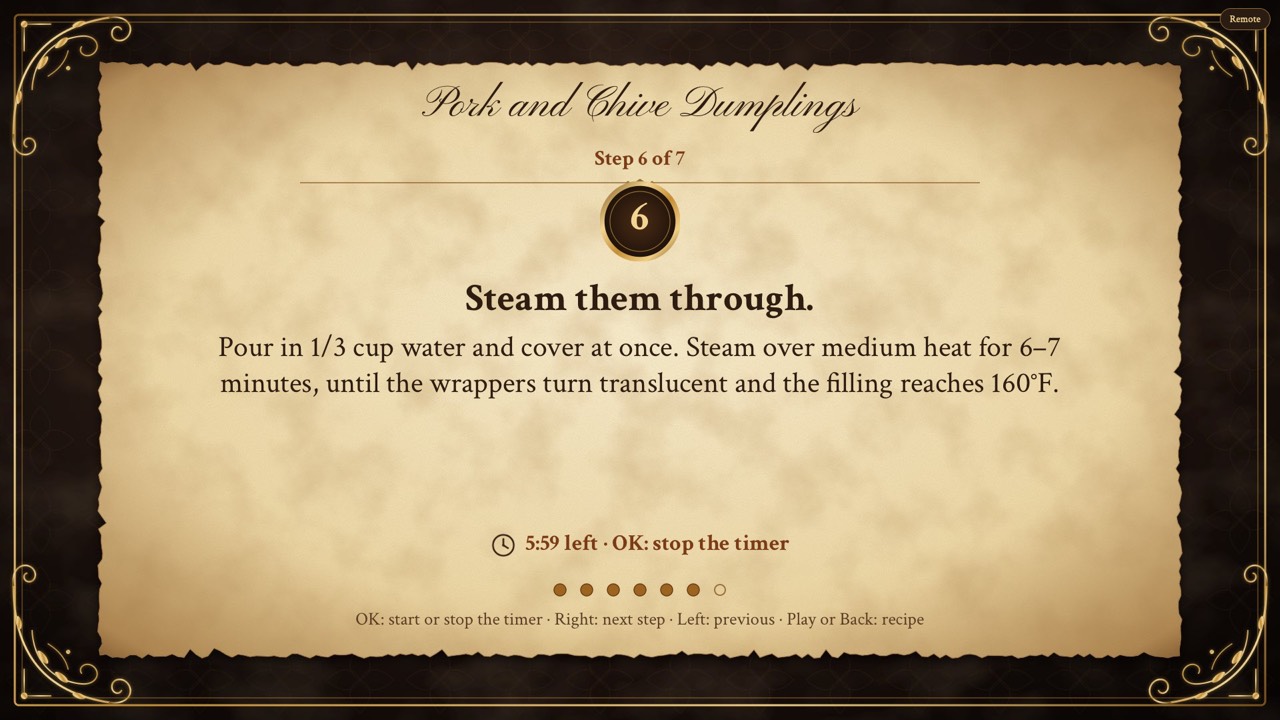 Remote
Pork and Chive Dumplings
Step 6 of 7
6
Steam them through.
Pour in 1/3 cup water and cover at once. Steam over medium heat for 6–7
minutes, until the wrappers turn translucent and the filling reaches 160°F.
5:59 left · OK: stop the timer
OK: start or stop the timer · Right: next step · Left: previous · Play or Back: recipe